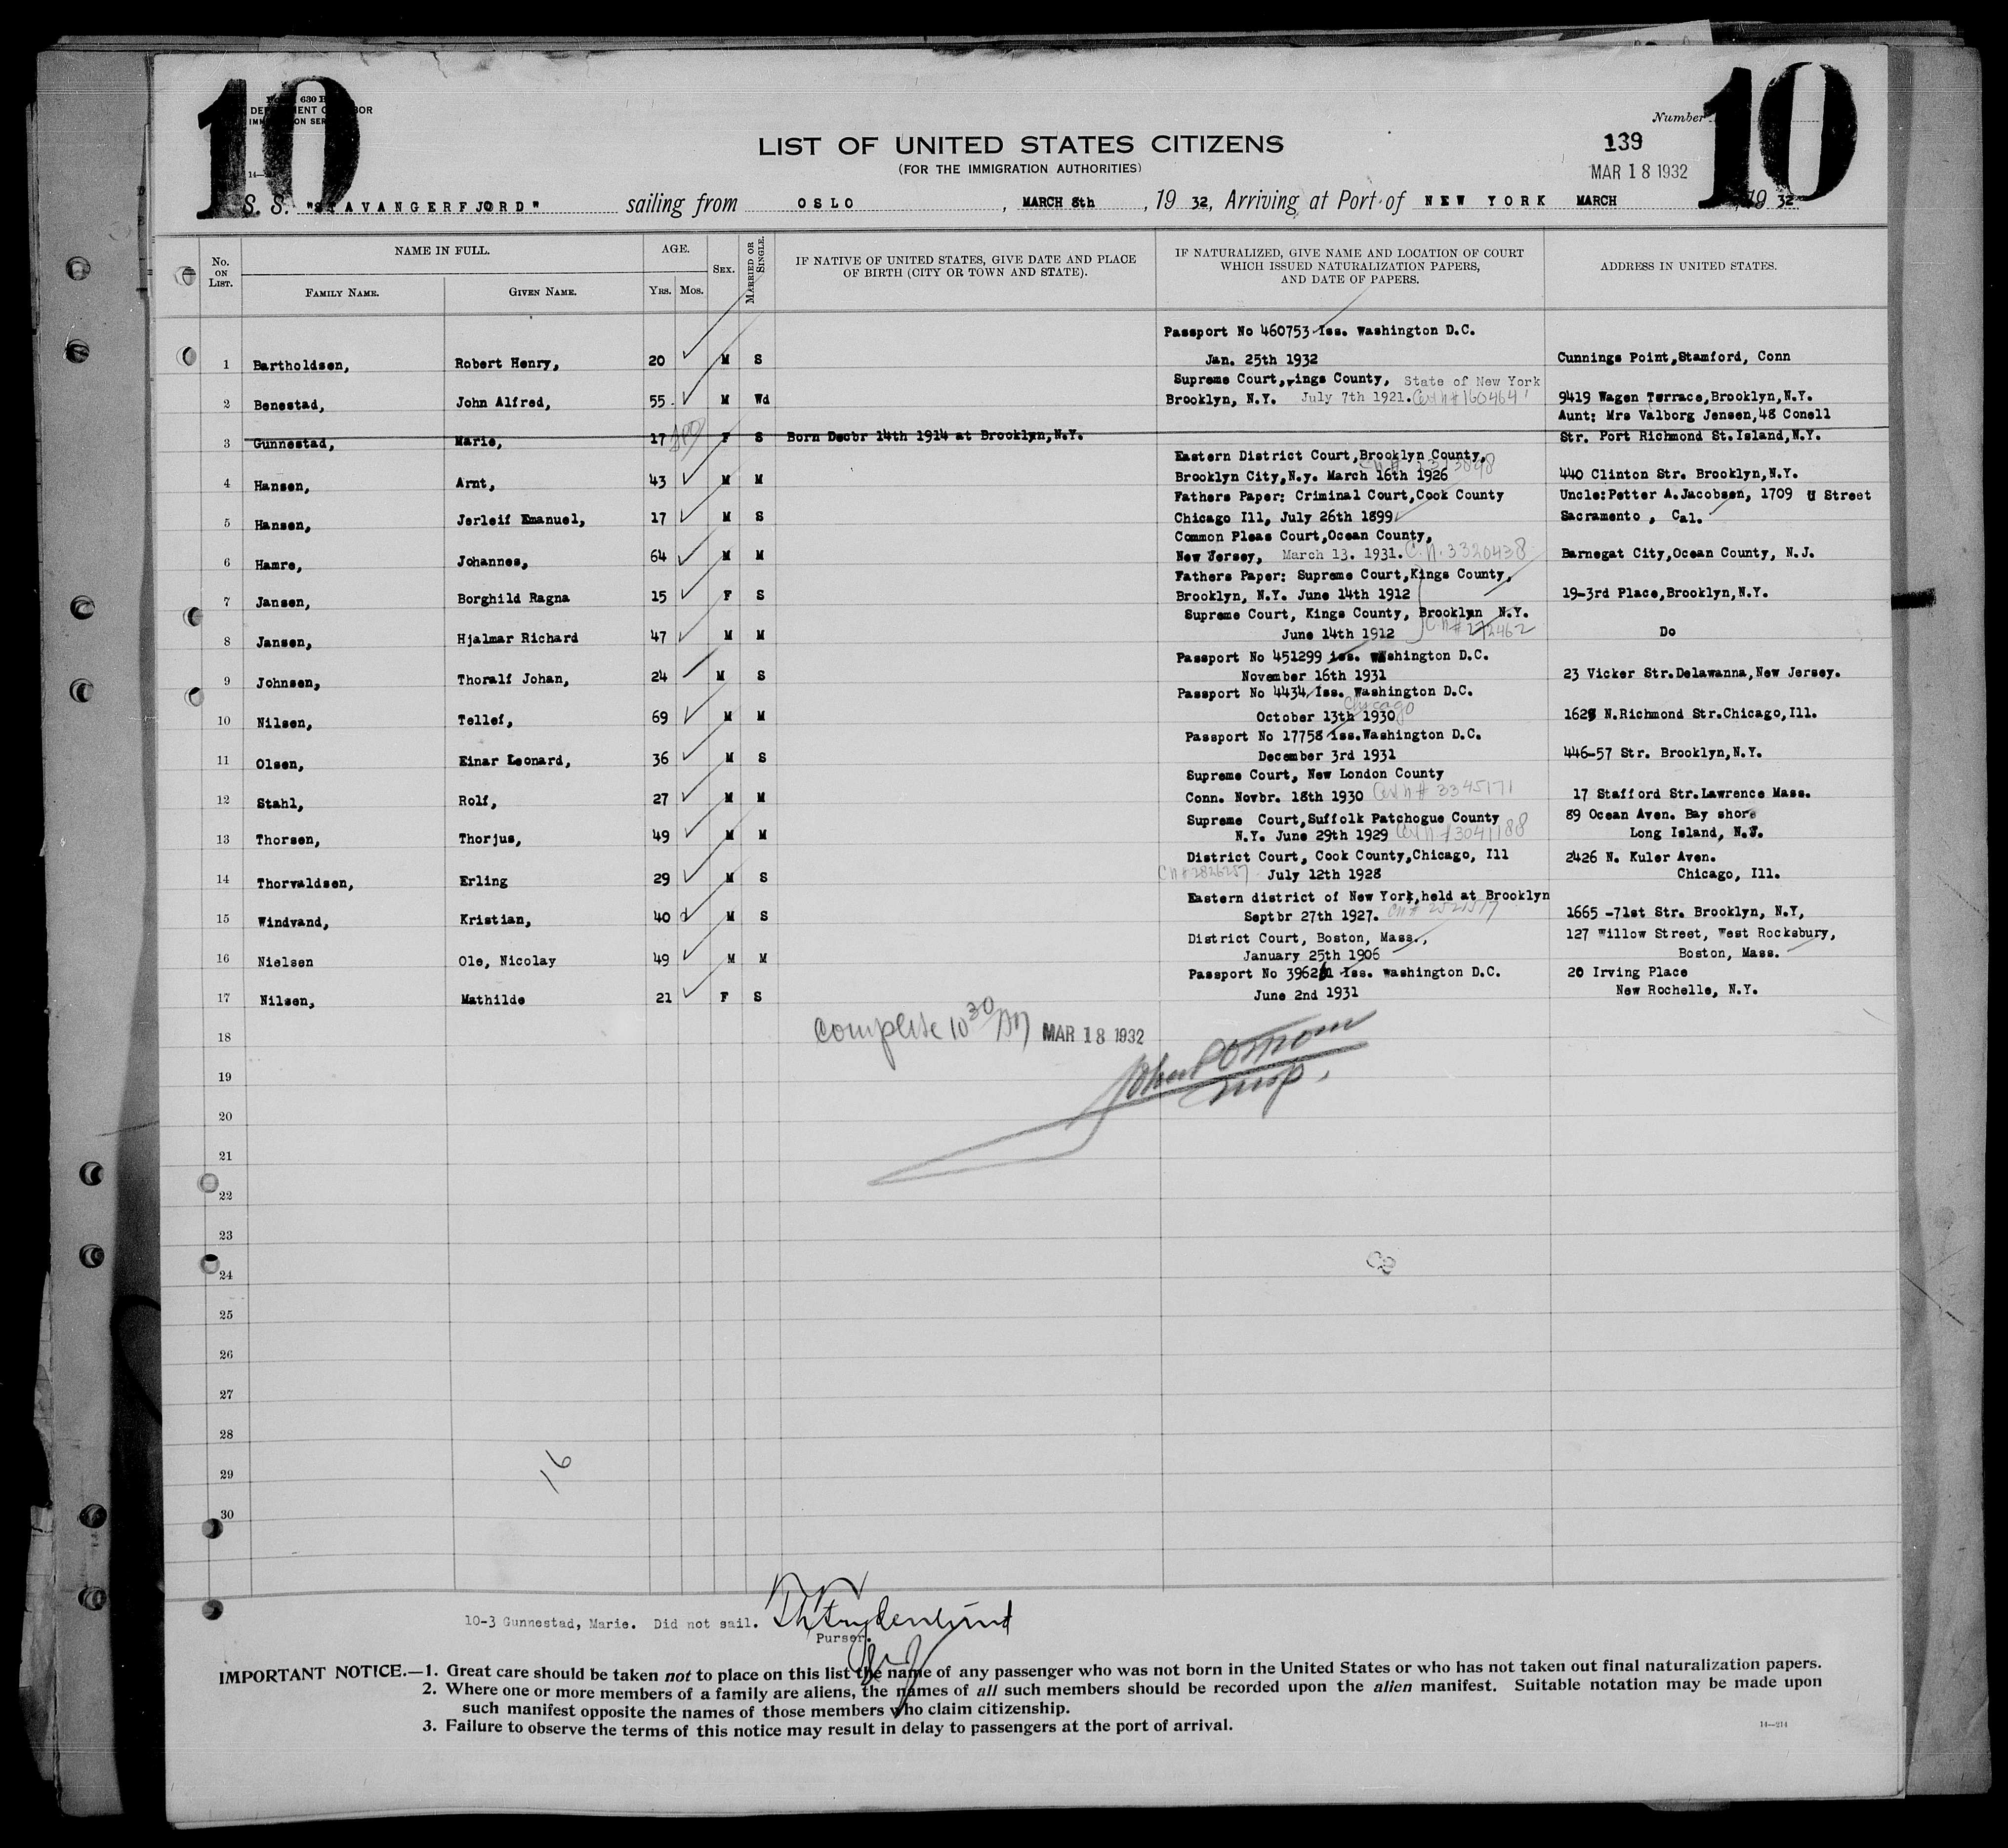 10
10
630 B
Number
LIST OF UNITED STATES CITIZENS
139
(FOR THE IMMIGRATION AUTHORITIES)
MAR 18 1932
S. S. "STAVANGERFJORD" sailing from OSLO, MARCH 8th, 19 32, Arriving at Port of NEW YORK MARCH 19 32
No. ON LIST.
NAME IN FULL.
FAMILY NAME.
GIVEN NAME.
AGE.
YRS.
MOS.
SEX.
MARRIED OR SINGLE.
IF NATIVE OF UNITED STATES, GIVE DATE AND PLACE
OF BIRTH (CITY OR TOWN AND STATE).
IF NATURALIZED, GIVE NAME AND LOCATION OF COURT
WHICH ISSUED NATURALIZATION PAPERS,
AND DATE OF PAPERS.
ADDRESS IN UNITED STATES.
Passport No 460753 Iss. Washington D.C.
1 Bartholdsen, Robert Henry, 20 M S Jan. 25th 1932 Cunnings Point,Stamford, Conn
Supreme Court, ings County, State of New York
2 Benestad, John Alfred, 55 M Wd Brooklyn, N.Y. July 7th 1921. Cert n# 1604641 9419 Wagen Terrace,Brooklyn,N.Y.
Aunt: Mrs Valborg Jensen,48 Conell
3 Gunnestad, Marie, 17 F S Born Decbr 14th 1914 at Brooklyn,N.Y. Str. Port Richmond St.Island,N.Y.
Eastern District Court,Brooklyn County,
4 Hansen, Arnt, 43 M M Brooklyn City,N.y. March 16th 1926 440 Clinton Str. Brooklyn,N.Y.
Fathers Paper: Criminal Court,Cook County Uncle:Petter A.Jacobsen, 1709 U Street
5 Hansen, Jerleif Emanuel, 17 M S Chicago Ill, July 26th 1899 Sacramento , Cal.
Common Pleas Court,Ocean County,
6 Hamre, Johannes, 64 M M New Jersey, March 13. 1931. C.N. 3320438 Barnegat City,Ocean County, N.J.
Fathers Paper: Supreme Court,Kings County,
7 Jansen, Borghild Ragna 15 F S Brooklyn, N.Y. June 14th 1912 19-3rd Place,Brooklyn,N.Y.
Supreme Court, Kings County, Brooklyn N.Y.
8 Jansen, Hjalmar Richard 47 M M June 14th 1912 C.N# 272462 Do
Passport No 451299 iss. Washington D.C.
9 Johnsen, Thoralf Johan, 24 M S November 16th 1931 23 Vicker Str.Delawanna,New Jersey.
Passport No 4434 Iss. Washington D.C.
Chicago
10 Nilsen, Tellef, 69 M M October 13th 1930 1628 N.Richmond Str.Chicago,Ill.
Passport No 17758 iss.Washington D.C.
11 Olsen, Einar Leonard, 36 M S December 3rd 1931 446-57 Str. Brooklyn,N.Y.
Supreme Court, New London County
12 Stahl, Rolf, 27 M M Conn. Novbr. 18th 1930 Cert n# 3345171 17 Stafford Str.Lawrence Mass.
Supreme Court,Suffolk Patchogue County 89 Ocean Aven. Bay shore
13 Thorsen, Thorjus, 49 M M N.Y. June 29th 1929 Cert n# 3041188 Long Island, N.Y.
District Court, Cook County,Chicago, Ill 2426 N. Kuler Aven.
14 Thorvaldsen, Erling 29 M S July 12th 1928 Chicago, Ill.
Eastern district of New York,held at Brooklyn
15 Windvand, Kristian, 40 M S Septbr 27th 1927. 1665 -71st Str. Brooklyn, N.Y,
District Court, Boston, Mass., 127 Willow Street, West Rocksbury,
16 Nielsen Ole, Nicolay 49 M M January 25th 1906 Boston, Mass.
Passport No 39621 Iss. Washington D.C. 20 Irving Place
17 Nilsen, Mathilde 21 F S June 2nd 1931 New Rochelle, N.Y.
Complete 10 30 AM MAR 18 1932
18
19
Insp.
20
21
22
23
24
25
26
27
28
29
16
30
10-3 Gunnestad, Marie. Did not sail.
Purser.
IMPORTANT NOTICE.—1. Great care should be taken not to place on this list the name of any passenger who was not born in the United States or who has not taken out final naturalization papers.
2. Where one or more members of a family are aliens, the names of all such members should be recorded upon the alien manifest. Suitable notation may be made upon
such manifest opposite the names of those members who claim citizenship.
3. Failure to observe the terms of this notice may result in delay to passengers at the port of arrival.
14—214